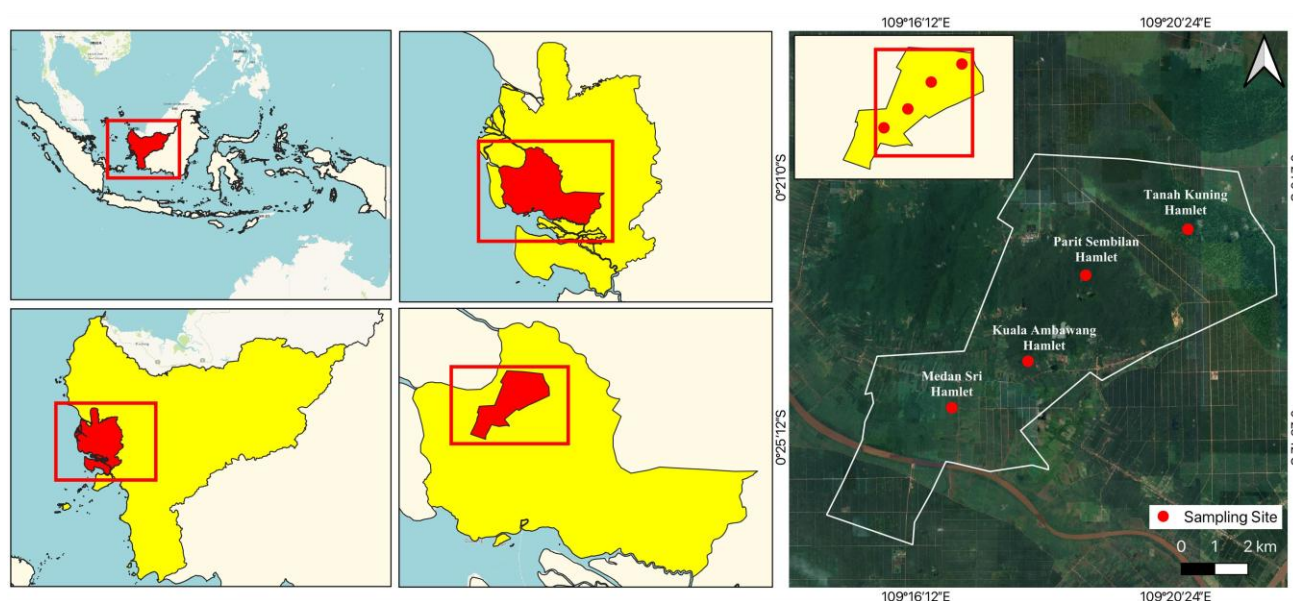 109°16'12"E
109°20'24"E
0°21'0"S
0°25'12"S
Tanah Kuning
Hamlet
Parit Sembilan
Hamlet
Kuala Ambawang
Hamlet
Medan Sri
Hamlet
Sampling Site
0 1 2 km
109°16'12"E
109°20'24"E